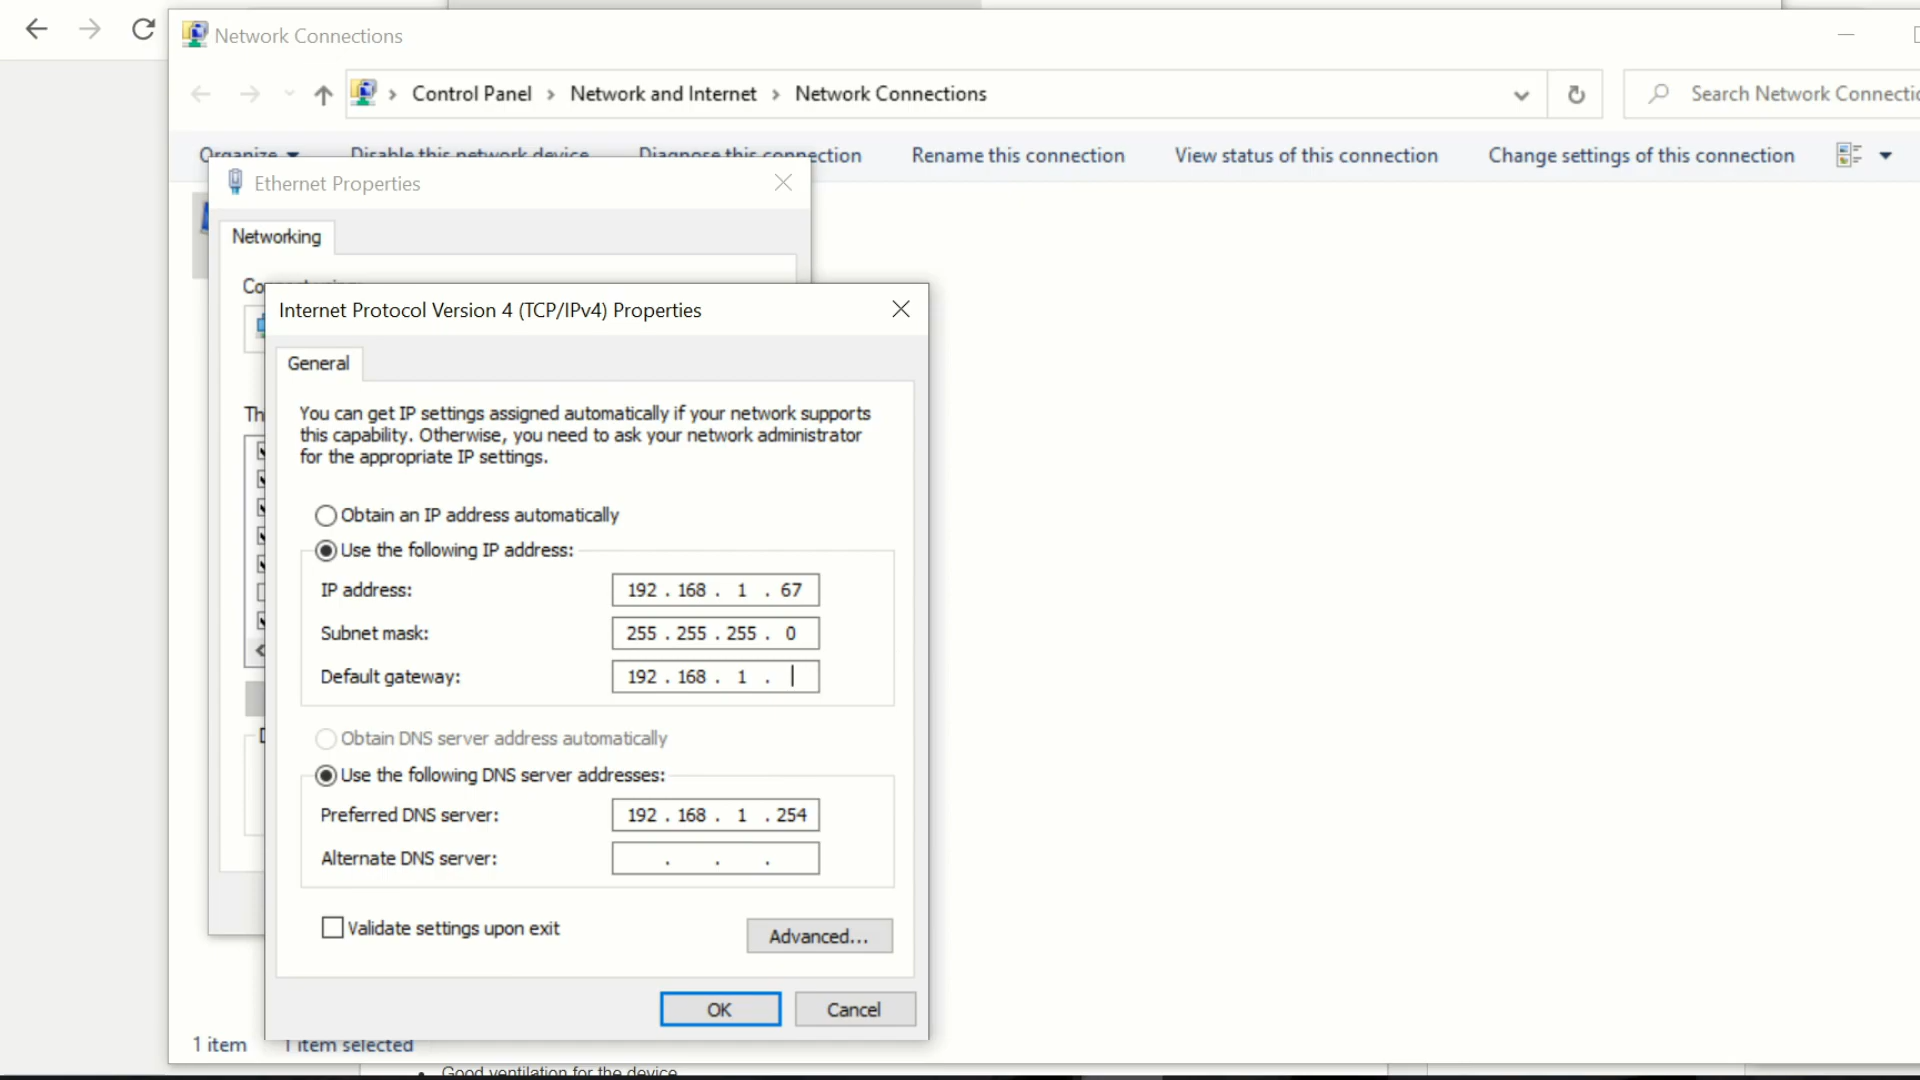 Network Connections
Control Panel > Network and Internet > Network Connections
Search Network Connectio
Organize Disable this network device Diagnose this connection Rename this connection View status of this connection Change settings of this connection
Ethernet Properties
Networking
Internet Protocol Version 4 (TCP/IPv4) Properties
General
You can get IP settings assigned automatically if your network supports
this capability. Otherwise, you need to ask your network administrator
for the appropriate IP settings.
Obtain an IP address automatically
Use the following IP address:
IP address: 192 . 168 . 1 . 67
Subnet mask: 255 . 255 . 255 . 0
Default gateway: 192 . 168 . 1 .
Obtain DNS server address automatically
Use the following DNS server addresses:
Preferred DNS server: 192 . 168 . 1 . 254
Alternate DNS server: . . .
Validate settings upon exit
Advanced...
OK Cancel
1 item 1 item selected
Good ventilation for the device